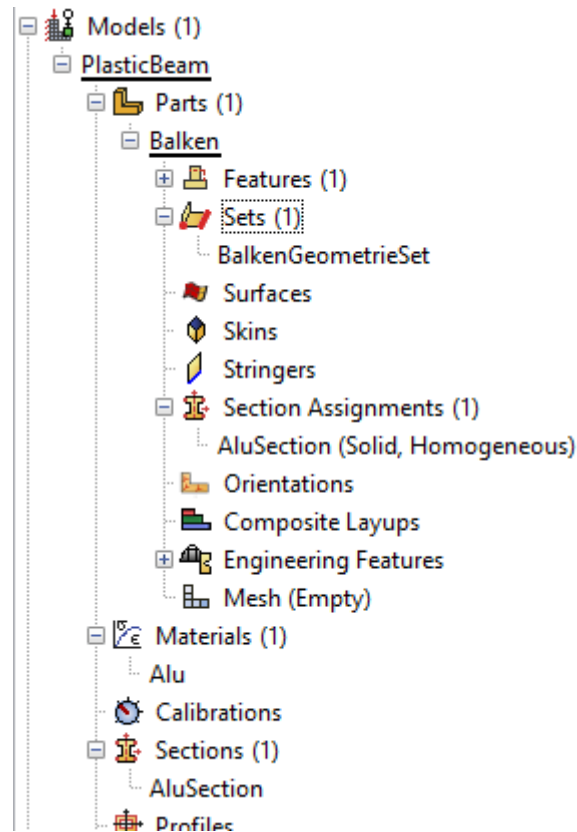 Models (1)
PlasticBeam
Parts (1)
Balken
Features (1)
Sets (1)
BalkenGeometrieSet
Surfaces
Skins
Stringers
Section Assignments (1)
AluSection (Solid, Homogeneous)
Orientations
Composite Layups
Engineering Features
Mesh (Empty)
Materials (1)
Alu
Calibrations
Sections (1)
AluSection
Profiles